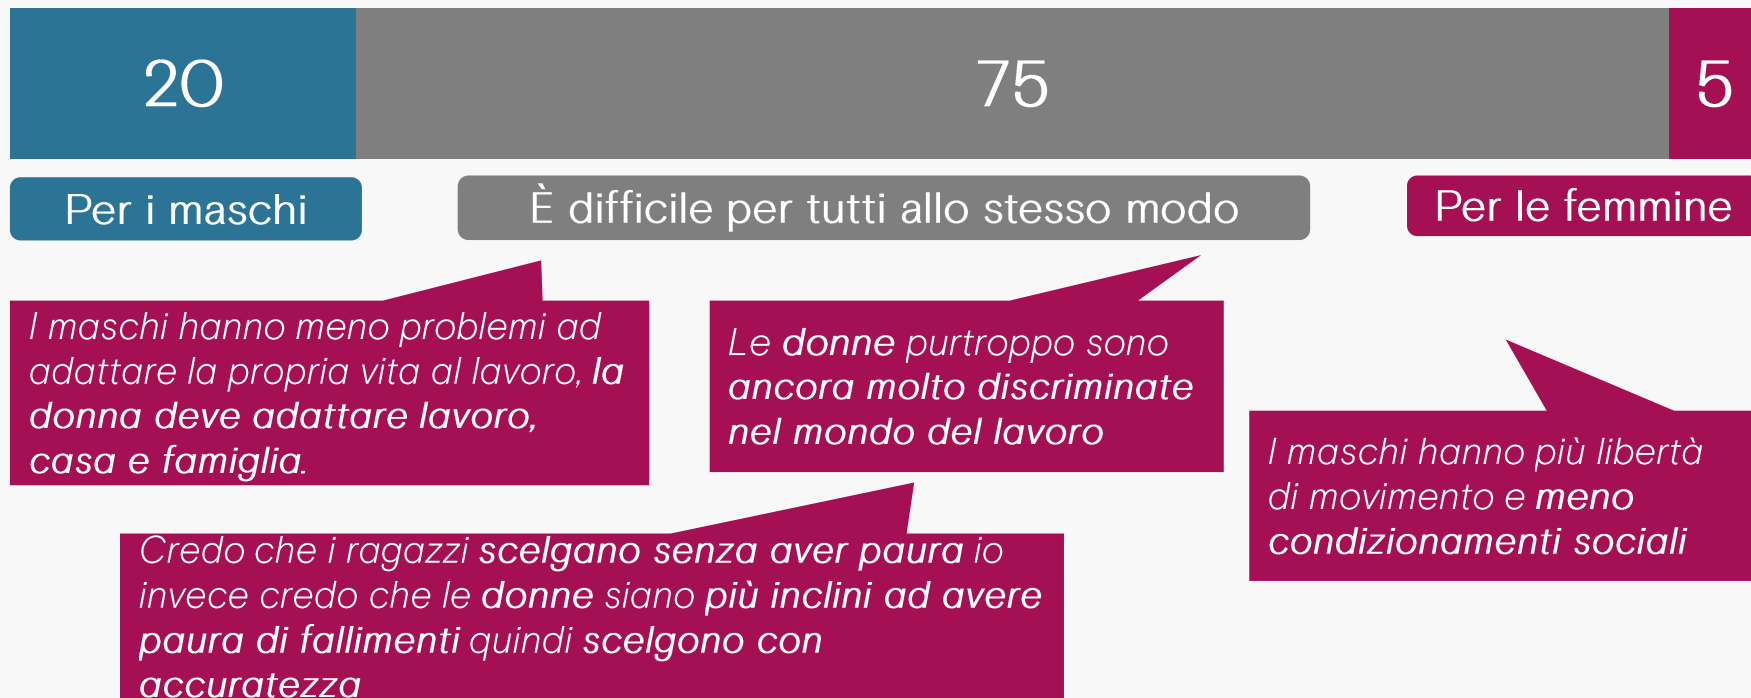 20
75
5
Per i maschi
È difficile per tutti allo stesso modo
Per le femmine
I maschi hanno meno problemi ad
adattare la propria vita al lavoro, la
donna deve adattare lavoro,
casa e famiglia.
Le donne purtroppo sono
ancora molto discriminate
nel mondo del lavoro
I maschi hanno più libertà
di movimento e meno
condizionamenti sociali
Credo che i ragazzi scelgano senza aver paura io
invece credo che le donne siano più inclini ad avere
paura di fallimenti quindi scelgono con
accuratezza